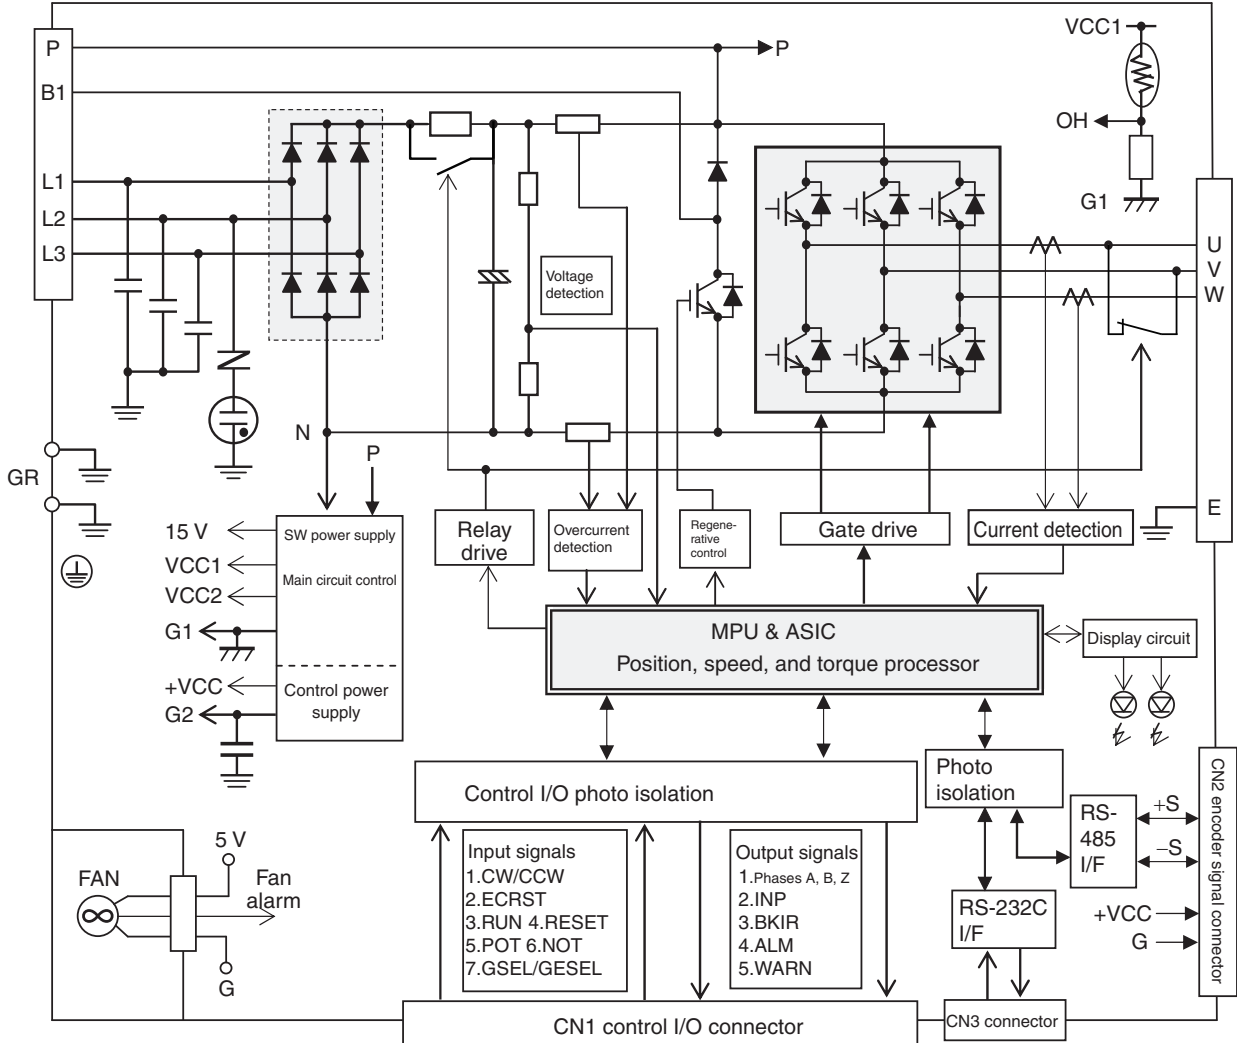 P
P
VCC1
B1
OH
L1
G1
L2
U
L3
V
Voltage
detection
W
N
P
GR
E
15 V
SW power supply
Relay
drive
Overcurrent
detection
Regene-
rative
control
Gate drive
Current detection
VCC1
Main circuit control
VCC2
G1
MPU & ASIC
Position, speed, and torque processor
Display circuit
+VCC
Control power
supply
G2
Control I/O photo isolation
Photo
isolation
RS-
485
I/F
+S
−S
CN2 encoder signal connector
5 V
FAN
Fan
alarm
G
Input signals
1.CW/CCW
2.ECRST
3.RUN 4.RESET
5.POT 6.NOT
7.GSEL/GESEL
Output signals
1.Phases A, B, Z
2.INP
3.BKIR
4.ALM
5.WARN
RS-232C
I/F
+VCC
G
CN1 control I/O connector
CN3 connector